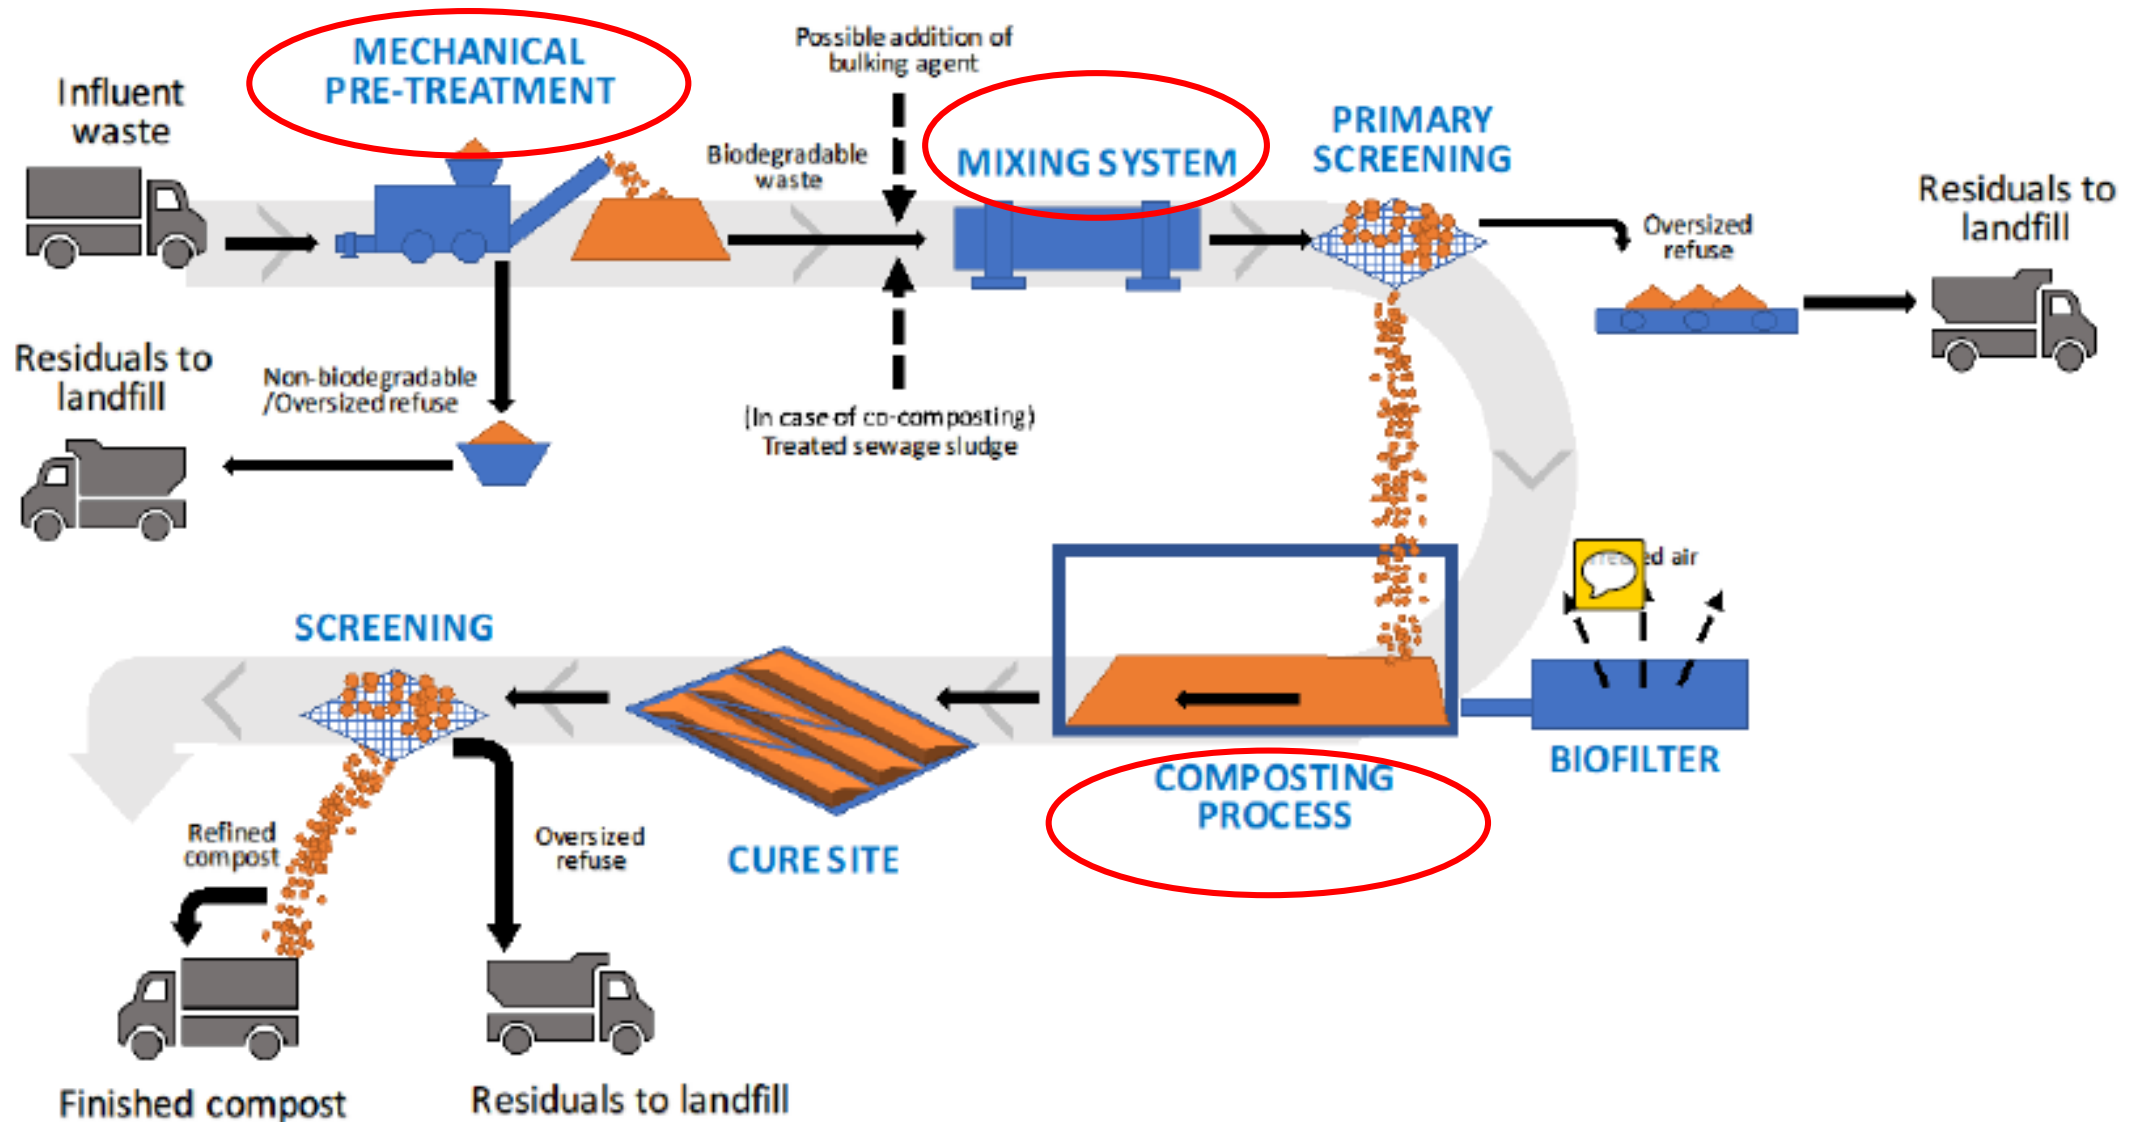 MECHANICAL
PRE-TREATMENT
Influent
waste
Possible addition of
bulking agent
Biodegradable
waste
MIXING SYSTEM
PRIMARY
SCREENING
Oversized
refuse
Residuals to
landfill
Residuals to
landfill
Non-biodegradable
/Oversized refuse
(In case of co-composting)
Treated sewage sludge
Treated air
BIOFILTER
COMPOSTING
PROCESS
CURE SITE
SCREENING
Refined
compost
Oversized
refuse
Finished compost
Residuals to landfill